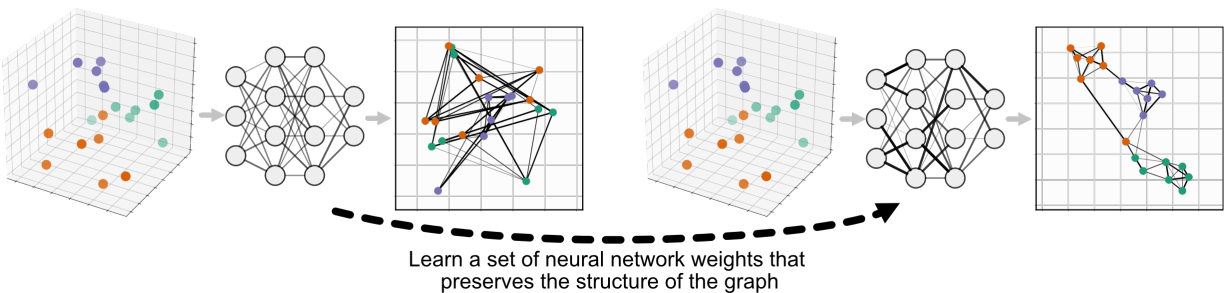 Learn a set of neural network weights that
preserves the structure of the graph